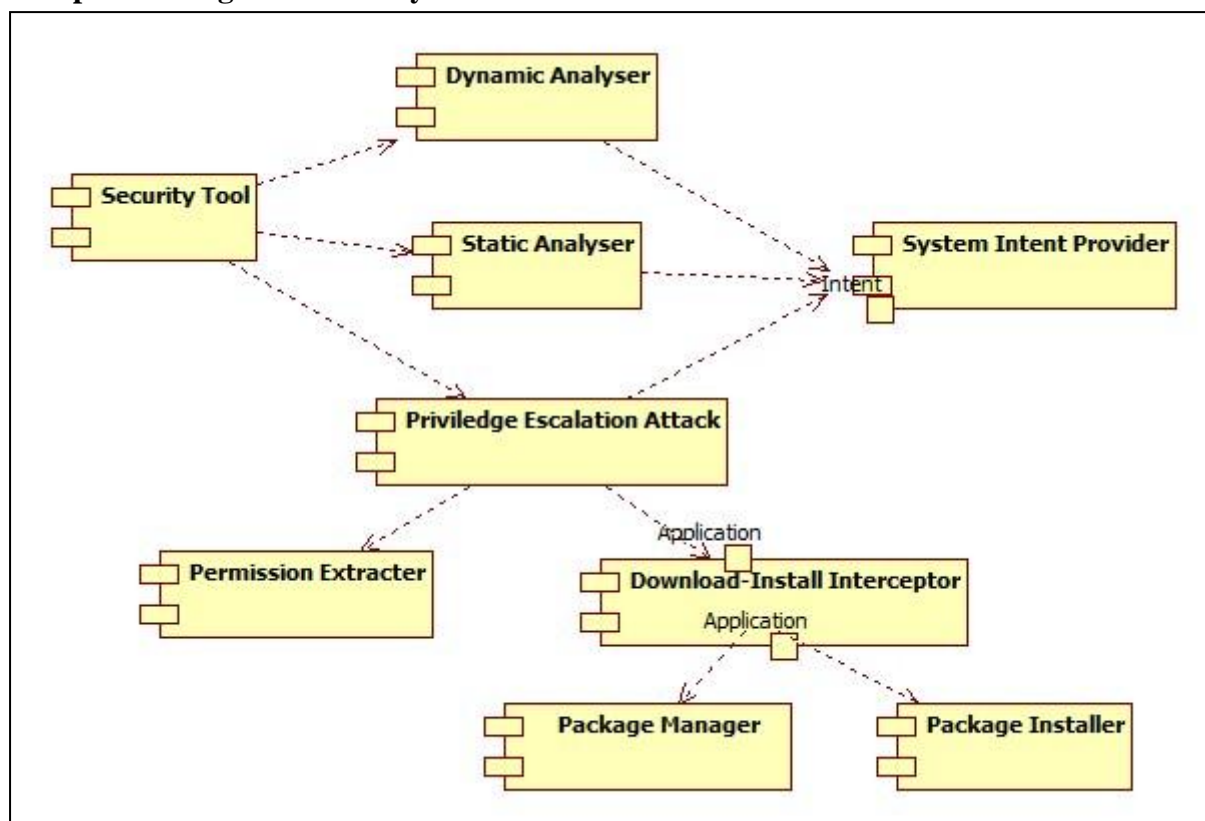 Dynamic Analyser
Security Tool
Static Analyser
System Intent Provider
Intent
Priviledge Escalation Attack
Application
Permission Extracter
Download-Install Interceptor
Application
Package Manager
Package Installer